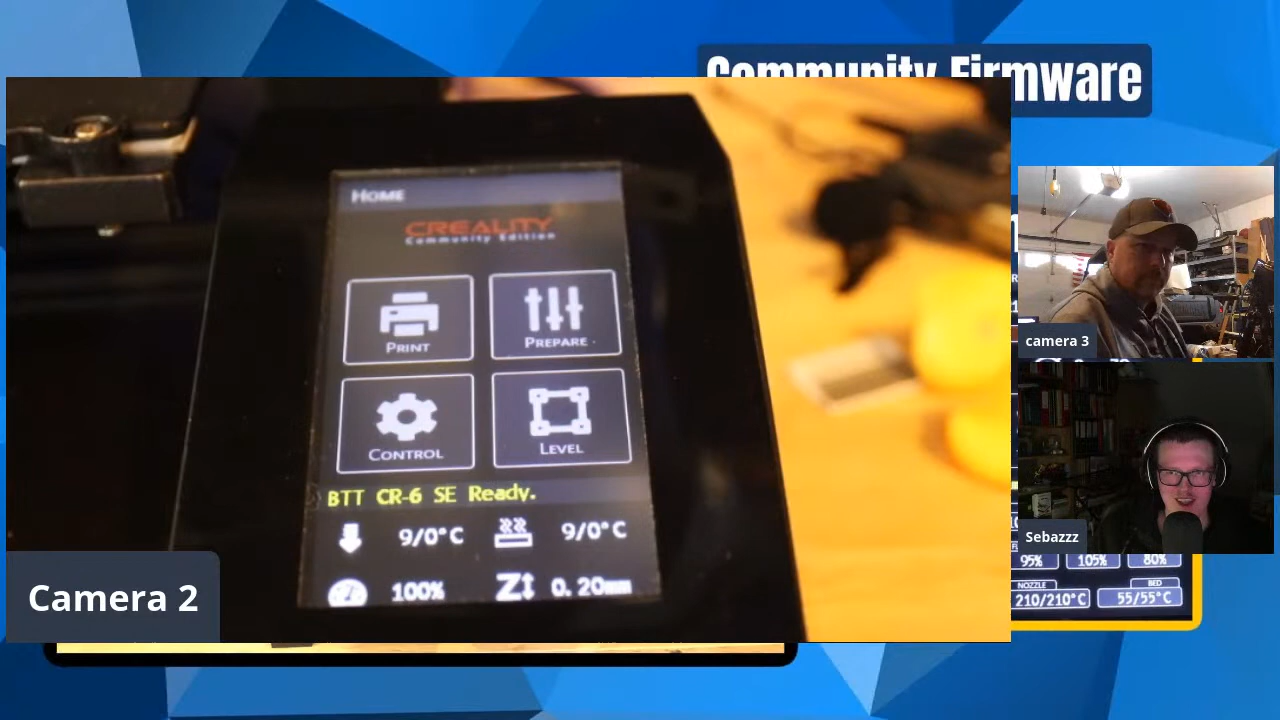 Community Firmware
HOME
CREALITY
Community Edition
PRINT
PREPARE
CONTROL
LEVEL
BTT CR-6 SE Ready.
9/0°C
9/0°C
100%
Z
0.20mm
Camera 2
camera 3
Sebazzz
95%
105%
80%
NOZZLE
BED
210/210°C
55/55°C